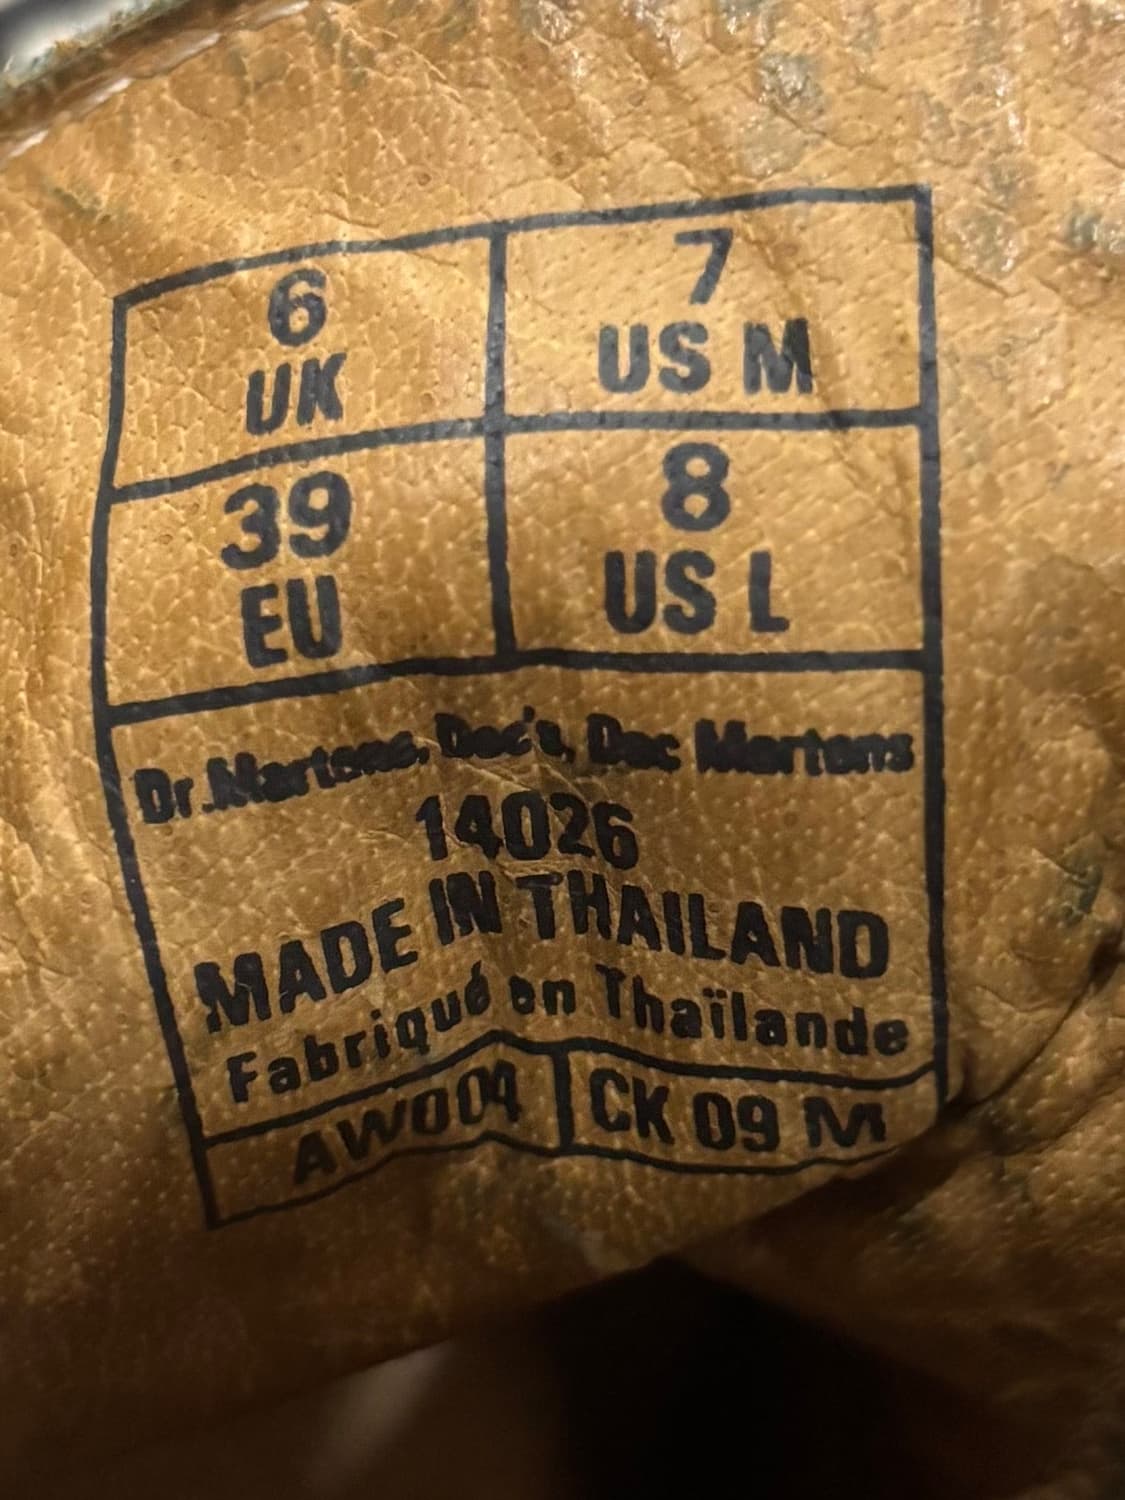 6
UK
7
US M
39
EU
8
US L
Dr.Martens, Doc's, Doc Martens
14026
MADE IN THAILAND
Fabriqué en Thaïlande
AW004
CK 09 M